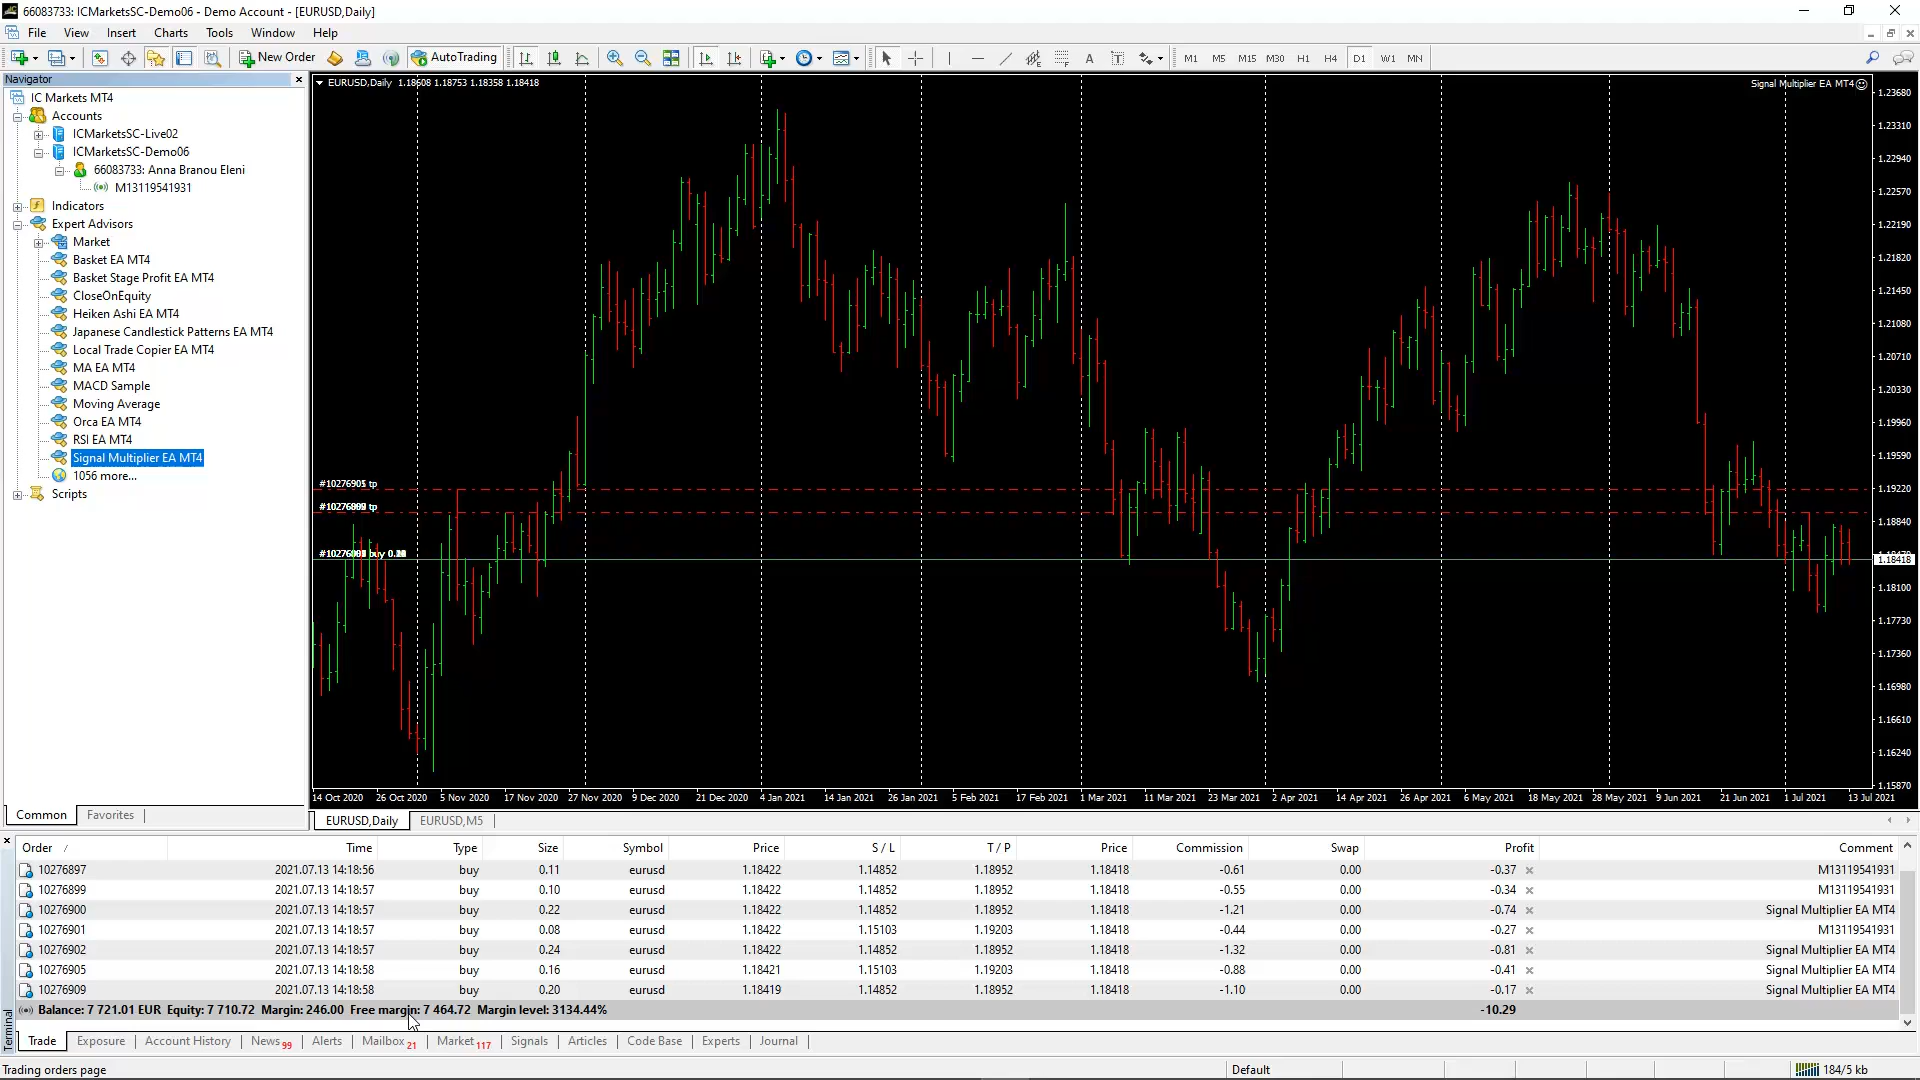 66083733: ICMarketsSC-Demo06 - Demo Account - [EURUSD,Daily]
File View Insert Charts Tools Window Help
New Order AutoTrading M1 M5 M15 M30 H1 H4 D1 W1 MN
Navigator
IC Markets MT4
Accounts
ICMarketsSC-Live02
ICMarketsSC-Demo06
66083733: Anna Branou Eleni
M13119541931
Indicators
Expert Advisors
Market
Basket EA MT4
Basket Stage Profit EA MT4
CloseOnEquity
Heiken Ashi EA MT4
Japanese Candlestick Patterns EA MT4
Local Trade Copier EA MT4
MA EA MT4
MACD Sample
Moving Average
Orca EA MT4
RSI EA MT4
Signal Multiplier EA MT4
1056 more...
Scripts
Common Favorites
EURUSD,Daily 1.18608 1.18753 1.18358 1.18418
Signal Multiplier EA MT4
1.23680
1.23310
1.22940
1.22570
1.22190
1.21820
1.21450
1.21080
1.20710
1.20330
1.19960
1.19590
1.19220
1.18840
1.18418
1.18100
1.17730
1.17360
1.16980
1.16610
1.16240
1.15870
14 Oct 2020 26 Oct 2020 5 Nov 2020 17 Nov 2020 27 Nov 2020 9 Dec 2020 21 Dec 2020 4 Jan 2021 14 Jan 2021 26 Jan 2021 5 Feb 2021 17 Feb 2021 1 Mar 2021 11 Mar 2021 23 Mar 2021 2 Apr 2021 14 Apr 2021 26 Apr 2021 6 May 2021 18 May 2021 28 May 2021 9 Jun 2021 21 Jun 2021 1 Jul 2021 13 Jul 2021
EURUSD,Daily EURUSD,M5
Order / Time Type Size Symbol Price S / L T / P Price Commission Swap Profit Comment
10276897 2021.07.13 14:18:56 buy 0.11 eurusd 1.18422 1.14852 1.18952 1.18418 -0.61 0.00 -0.37 M13119541931
10276899 2021.07.13 14:18:57 buy 0.10 eurusd 1.18422 1.14852 1.18952 1.18418 -0.55 0.00 -0.34 M13119541931
10276900 2021.07.13 14:18:57 buy 0.22 eurusd 1.18422 1.14852 1.18952 1.18418 -1.21 0.00 -0.74 Signal Multiplier EA MT4
10276901 2021.07.13 14:18:57 buy 0.08 eurusd 1.18422 1.15103 1.19203 1.18418 -0.44 0.00 -0.27 M13119541931
10276902 2021.07.13 14:18:57 buy 0.24 eurusd 1.18422 1.14852 1.18952 1.18418 -1.32 0.00 -0.81 Signal Multiplier EA MT4
10276905 2021.07.13 14:18:58 buy 0.16 eurusd 1.18421 1.15103 1.19203 1.18418 -0.88 0.00 -0.41 Signal Multiplier EA MT4
10276909 2021.07.13 14:18:58 buy 0.20 eurusd 1.18419 1.14852 1.18952 1.18418 -1.10 0.00 -0.17 Signal Multiplier EA MT4
Balance: 7 721.01 EUR Equity: 7 710.72 Margin: 246.00 Free margin: 7 464.72 Margin level: 3134.44% -10.29
Terminal
Trade Exposure Account History News 99 Alerts Mailbox 21 Market 117 Signals Articles Code Base Experts Journal
Trading orders page Default 184/5 kb